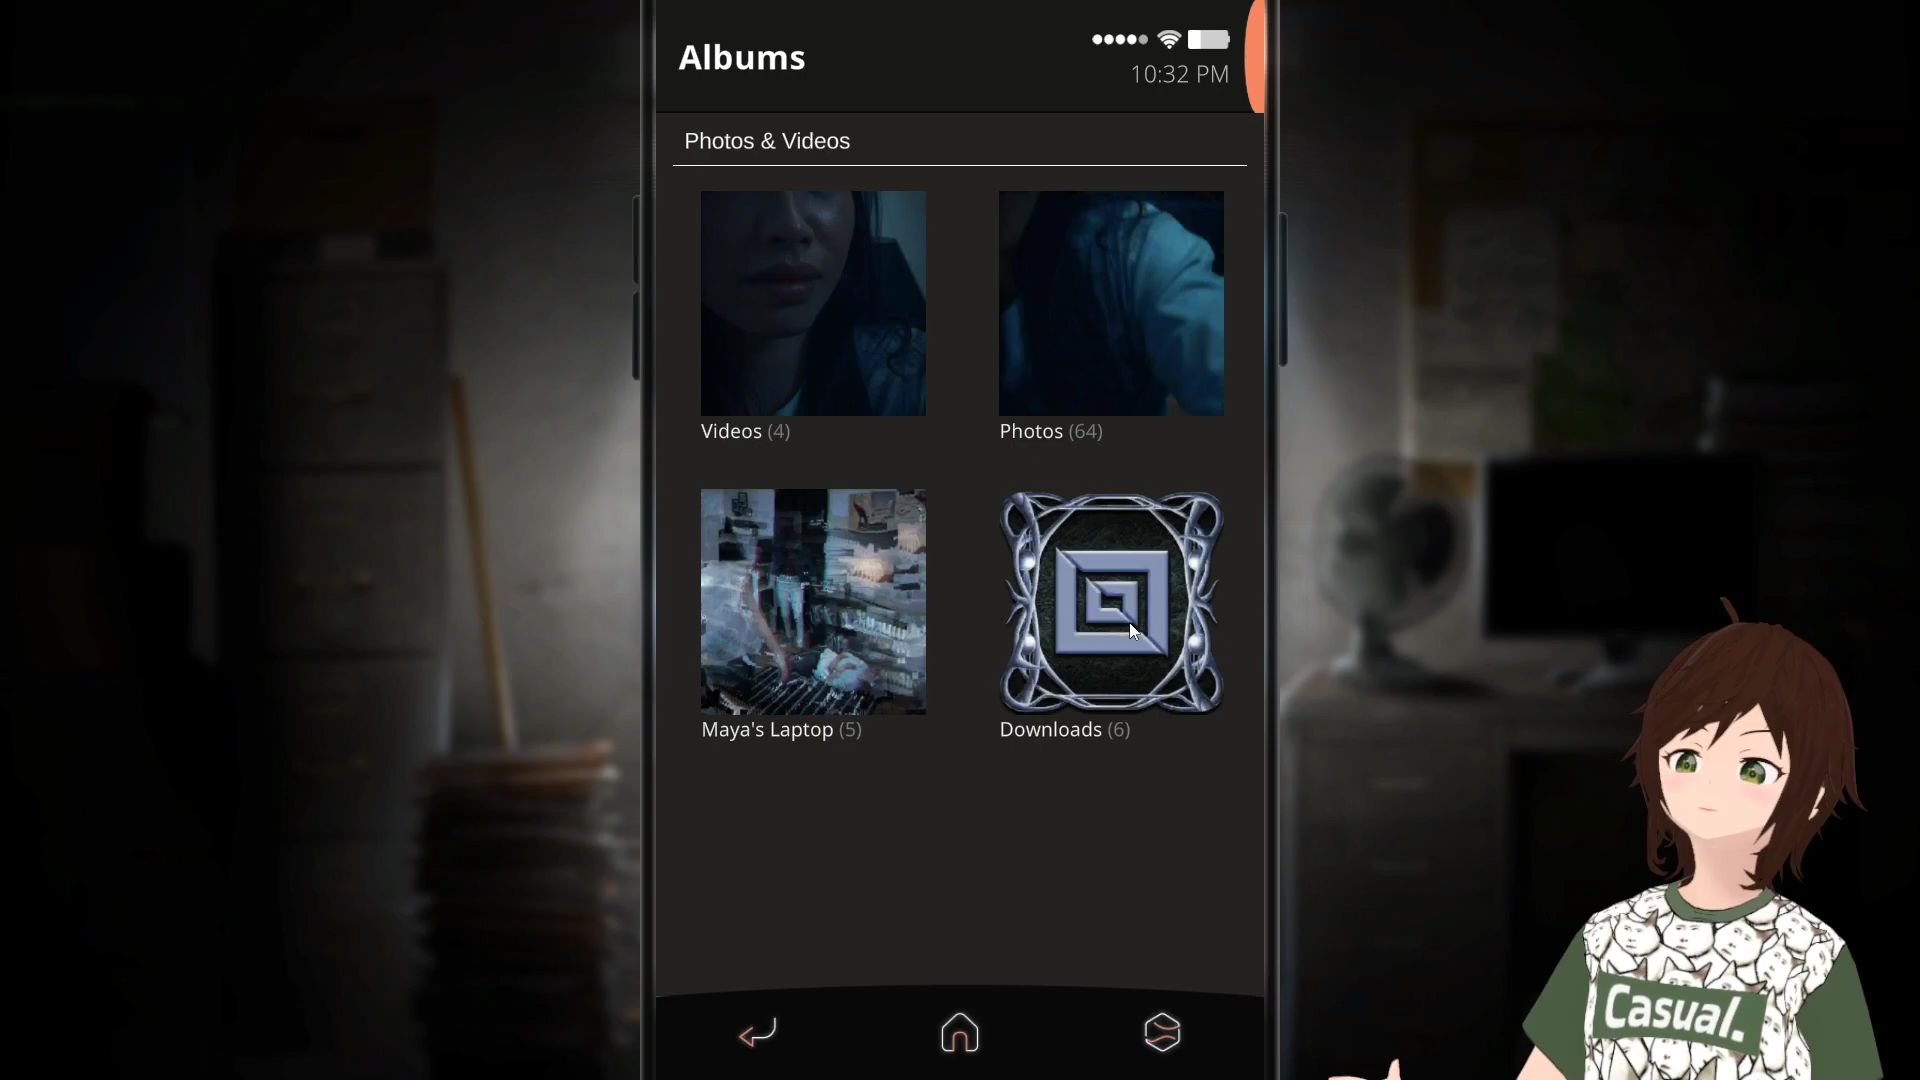 Albums
10:32 PM
Photos & Videos
Videos (4)
Photos (64)
Maya's Laptop (5)
Downloads (6)
Casual.